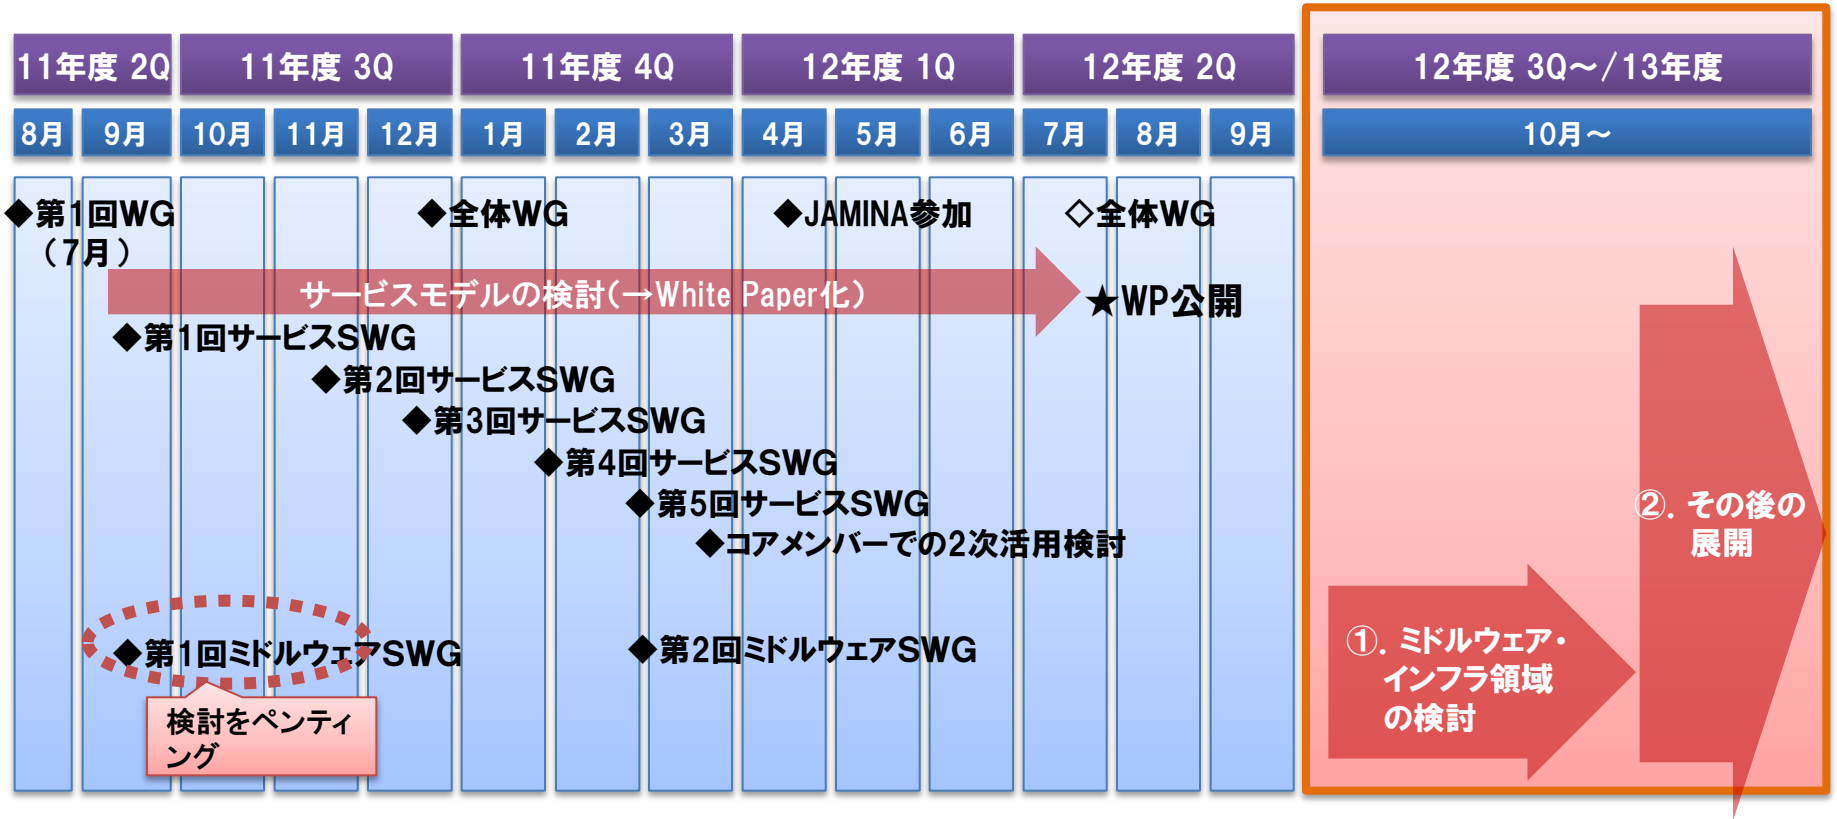 11年度 2Q
11年度 3Q
11年度 4Q
12年度 1Q
12年度 2Q
12年度 3Q～/13年度
8月
9月
10月
11月
12月
1月
2月
3月
4月
5月
6月
7月
8月
9月
10月～
◆第1回WG
（7月）
◆全体WG
◆JAMINA参加
◇全体WG
サービスモデルの検討(→White Paper化)
★WP公開
◆第1回サービスSWG
◆第2回サービスSWG
◆第3回サービスSWG
◆第4回サービスSWG
◆第5回サービスSWG
◆コアメンバーでの2次活用検討
◆第1回ミドルウェアSWG
◆第2回ミドルウェアSWG
検討をペンティ
ング
①. ミドルウェア・
インフラ領域
の検討
②. その後の
展開